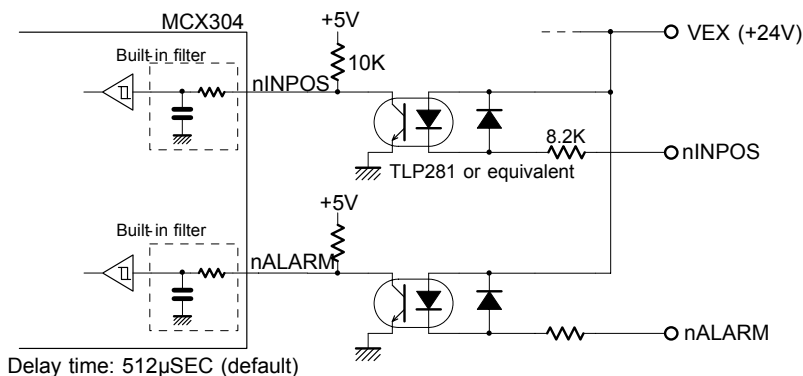 MCX304
+5V
VEX (+24V)
Built-in filter
10K
nINPOS
8.2K
nINPOS
TLP281 or equivalent
+5V
Built-in filter
nALARM
nALARM
Delay time: 512µSEC (default)